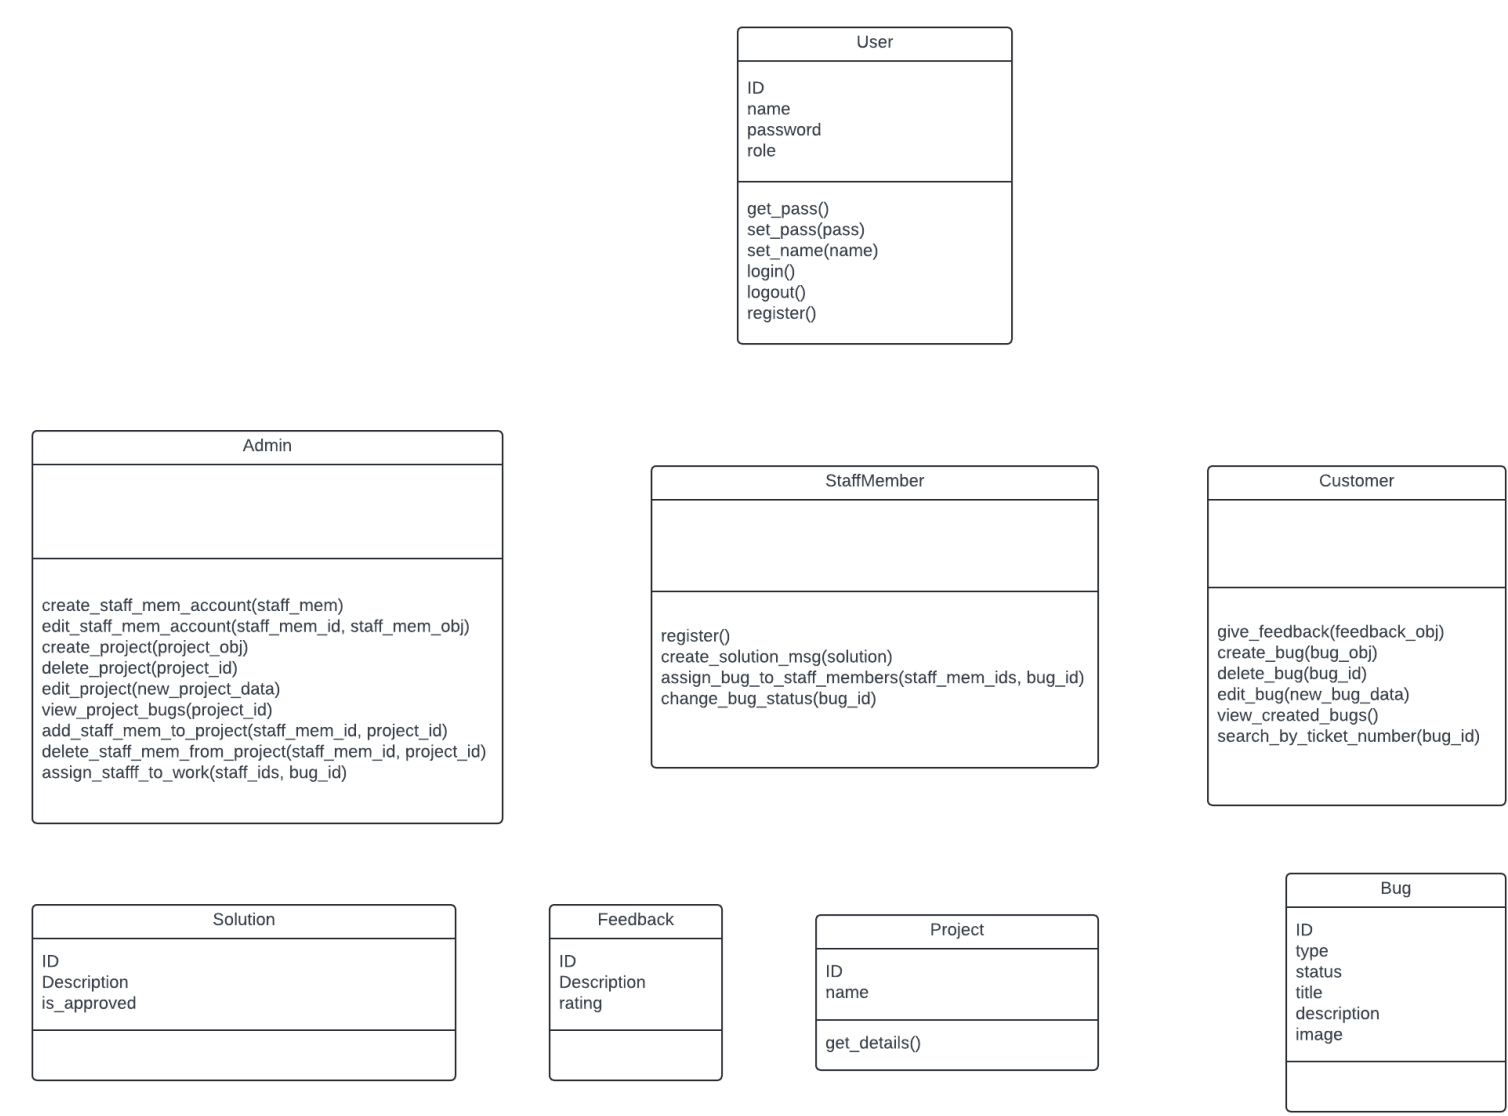 User
ID
name
password
role
get_pass()
set_pass(pass)
set_name(name)
login()
logout()
register()
Admin
create_staff_mem_account(staff_mem)
edit_staff_mem_account(staff_mem_id, staff_mem_obj)
create_project(project_obj)
delete_project(project_id)
edit_project(new_project_data)
view_project_bugs(project_id)
add_staff_mem_to_project(staff_mem_id, project_id)
delete_staff_mem_from_project(staff_mem_id, project_id)
assign_stafff_to_work(staff_ids, bug_id)
StaffMember
register()
create_solution_msg(solution)
assign_bug_to_staff_members(staff_mem_ids, bug_id)
change_bug_status(bug_id)
Customer
give_feedback(feedback_obj)
create_bug(bug_obj)
delete_bug(bug_id)
edit_bug(new_bug_data)
view_created_bugs()
search_by_ticket_number(bug_id)
Solution
ID
Description
is_approved
Feedback
ID
Description
rating
Project
ID
name
get_details()
Bug
ID
type
status
title
description
image